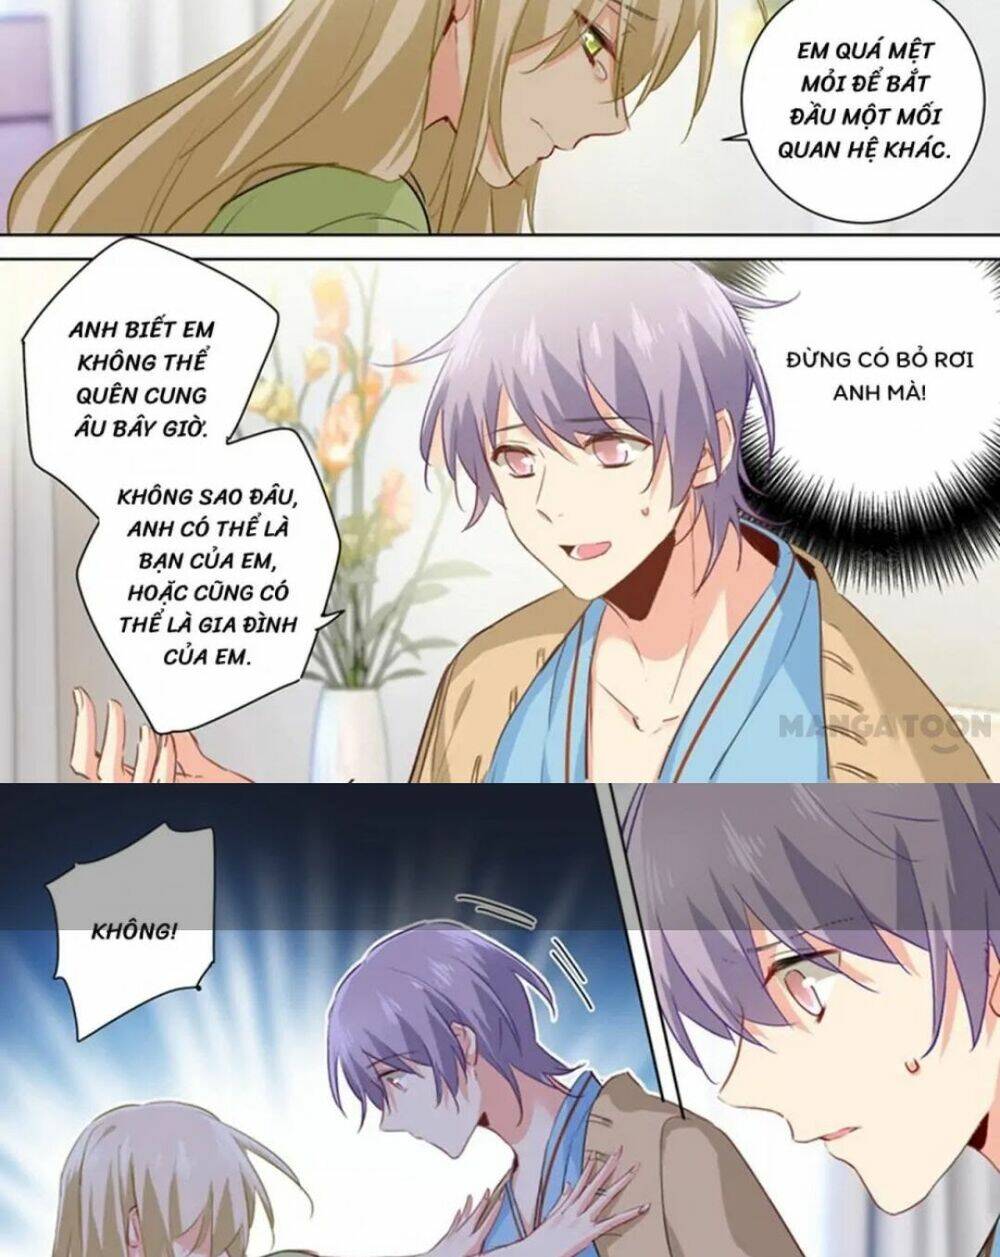 EM QUÁ MỆT
MỎI ĐỂ BẮT
ĐẦU MỘT MỐI
QUAN HỆ KHÁC.
ANH BIẾT EM
KHÔNG THỂ
QUÊN CUNG
ÂU BÂY GIỜ.
ĐỪNG CÓ BỎ RƠI
ANH MÀ!
KHÔNG SAO ĐÂU,
ANH CÓ THỂ LÀ
BẠN CỦA EM,
HOẶC CŨNG CÓ
THỂ LÀ GIA ĐÌNH
CỦA EM.
MANGATOON
KHÔNG!